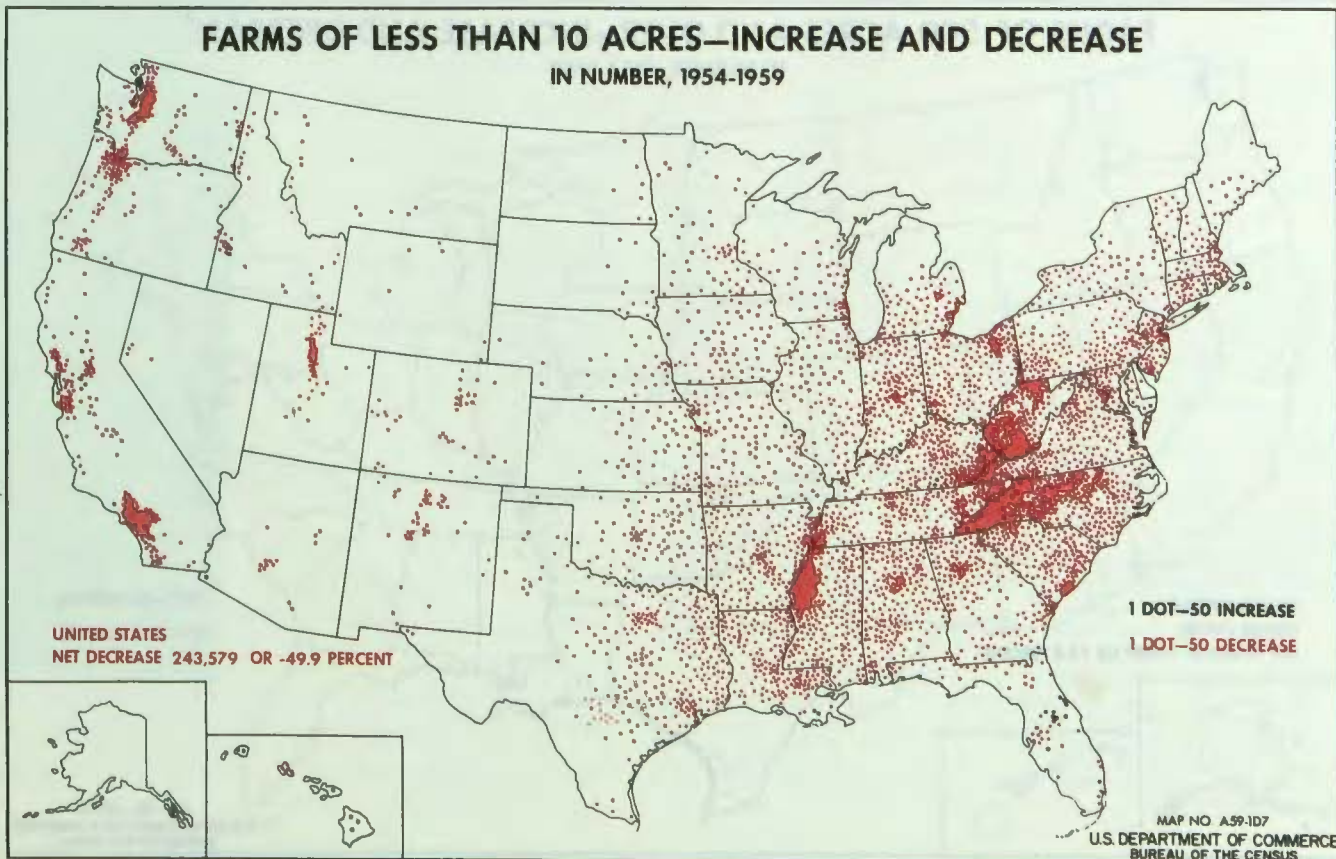 FARMS OF LESS THAN 10 ACRES—INCREASE AND DECREASE
IN NUMBER, 1954-1959
UNITED STATES
NET DECREASE 243,579 OR -49.9 PERCENT
1 DOT—50 INCREASE
1 DOT—50 DECREASE
MAP NO. A59-1D7
U.S. DEPARTMENT OF COMMERCE
BUREAU OF THE CENSUS